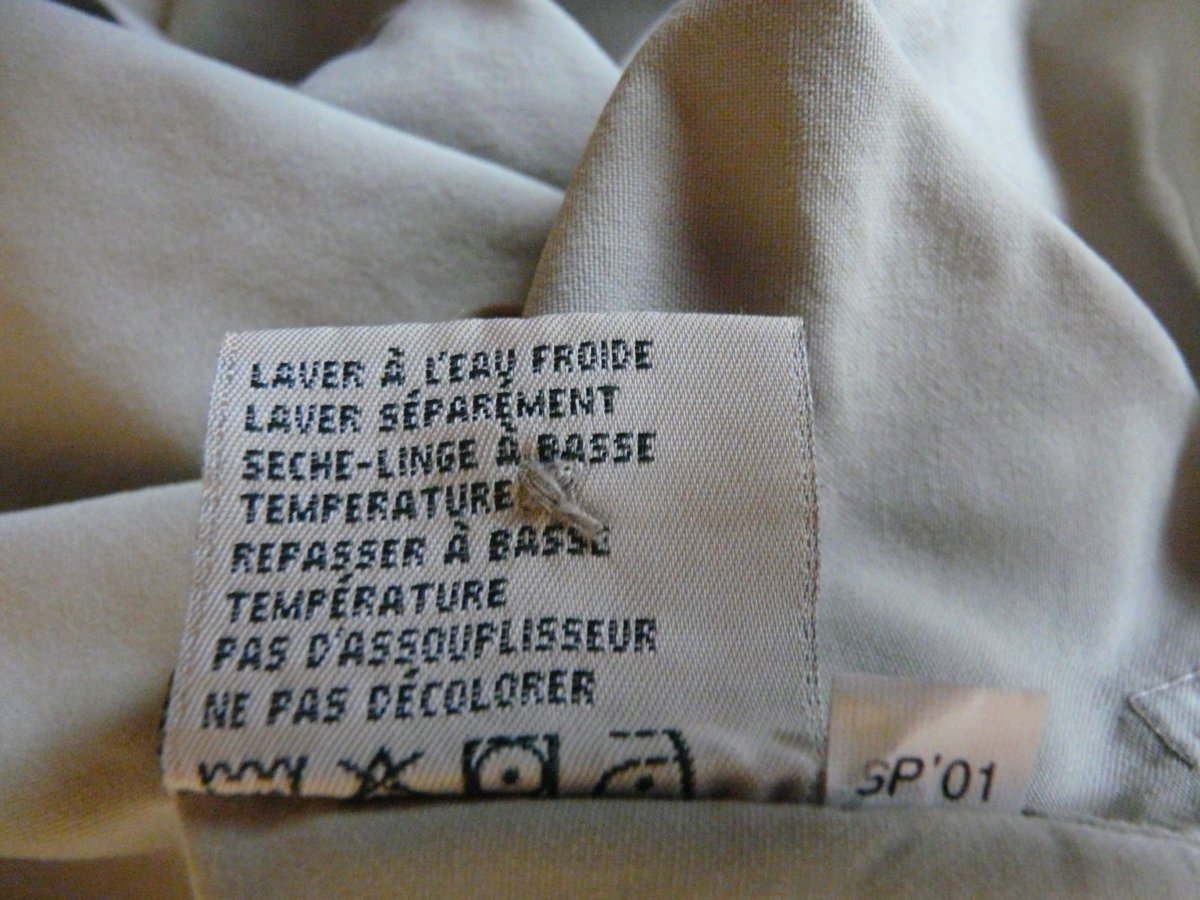 LAVER À L'EAU FROIDE
LAVER SÉPARÉMENT
SECHE-LINGE À BASSE
TEMPERATURE
REPASSER À BASSE
TEMPÉRATURE
PAS D'ASSOUPLISSEUR
NE PAS DÉCOLORER
SP'01